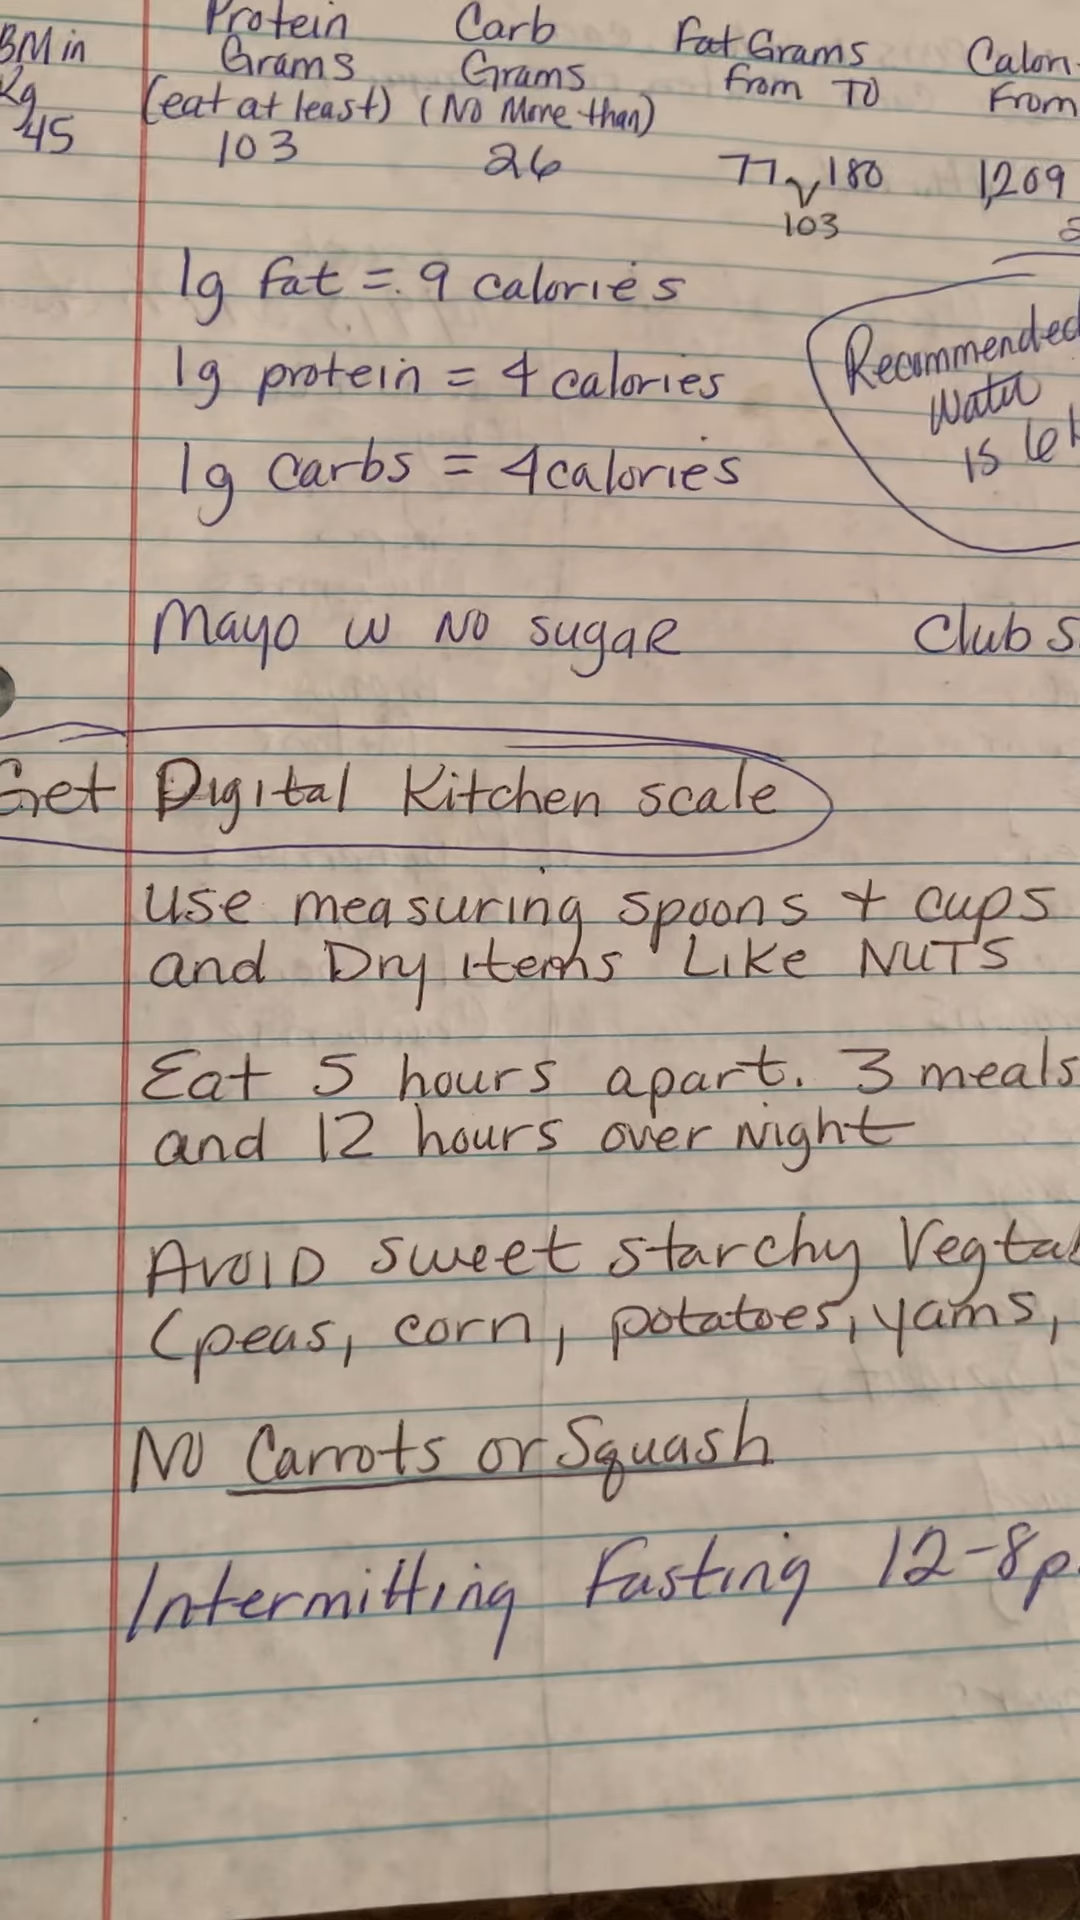 BM in Protein Carb Fat Grams Calor
Kg Grams Grams From TO From
(eat at least) (No More than)
45 103 26 77 180 1,209
103
1g fat = 9 calories
Recommended
1g protein = 4 calories
Water
is
1g carbs = 4 calories
Mayo w No sugar Club S
Get Digital Kitchen scale
Use measuring spoons + cups
and Dry items Like NUTS
Eat 5 hours apart. 3 meals
and 12 hours over Night
AVOID sweet starchy Vegta
(peas, corn, potatoes, yams,
No Carrots or Squash
Intermitting Fasting 12-8p.